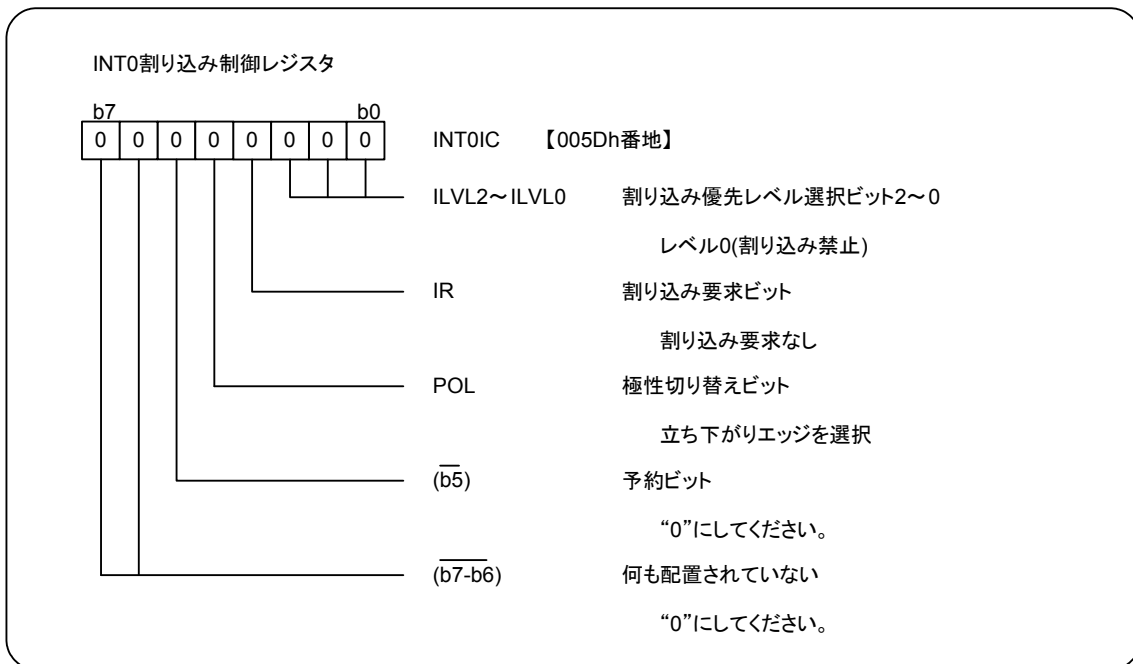 INT0割り込み制御レジスタ
b7 b0
0 0 0 0 0 0 0 0 INT0IC 【005Dh番地】
ILVL2～ILVL0 割り込み優先レベル選択ビット2～0
レベル0(割り込み禁止)
IR 割り込み要求ビット
割り込み要求なし
POL 極性切り替えビット
立ち下がりエッジを選択
(b5) 予約ビット
“0”にしてください。
(b7-b6) 何も配置されていない
“0”にしてください。